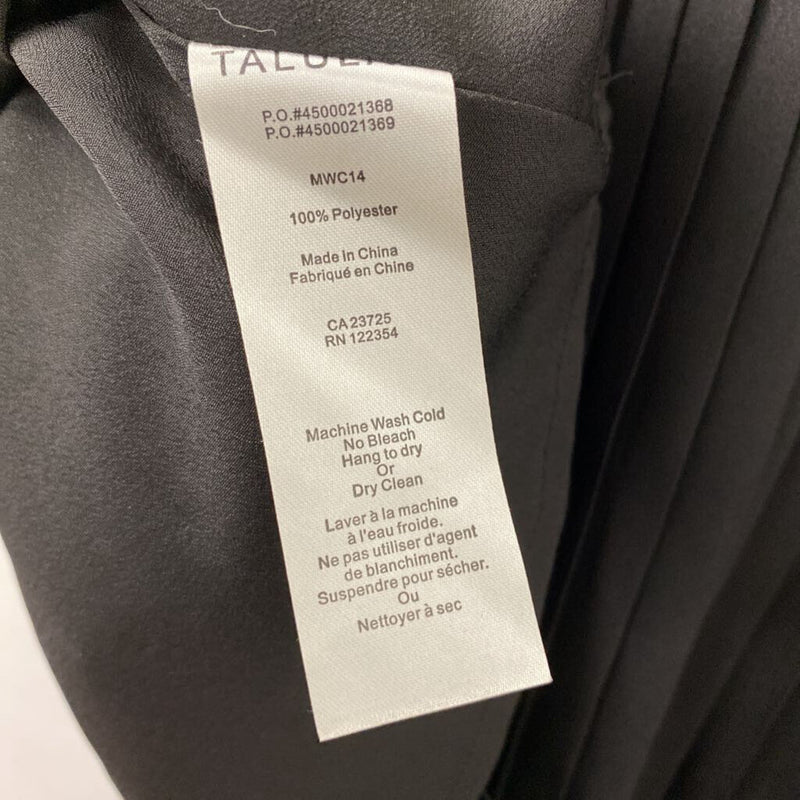 P.O.#4500021368
P.O.#4500021369
MWC14
100% Polyester
Made in China
Fabriqué en Chine
CA 23725
RN 122354
Machine Wash Cold
No Bleach
Hang to dry
Or
Dry Clean
Laver à la machine
à l'eau froide.
Ne pas utiliser d'agent
de blanchiment.
Suspendre pour sécher.
Ou
Nettoyer à sec